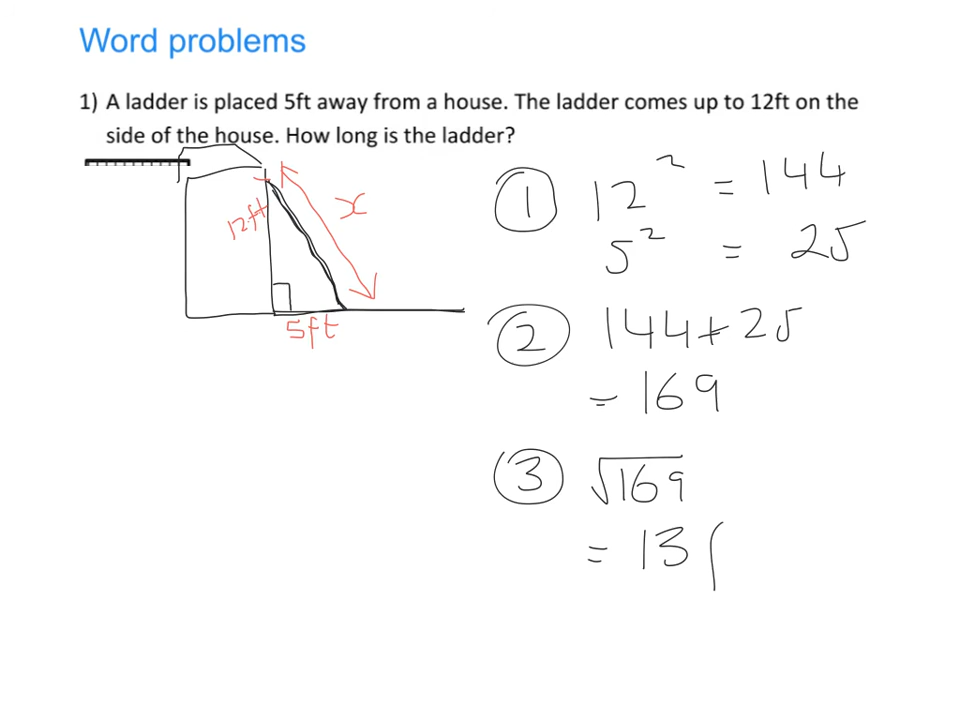 Word problems
1) A ladder is placed 5ft away from a house. The ladder comes up to 12ft on the
side of the house. How long is the ladder?
12ft
x
5ft
① 12² = 144
5² = 25
② 144+25
= 169
③ √169
= 13